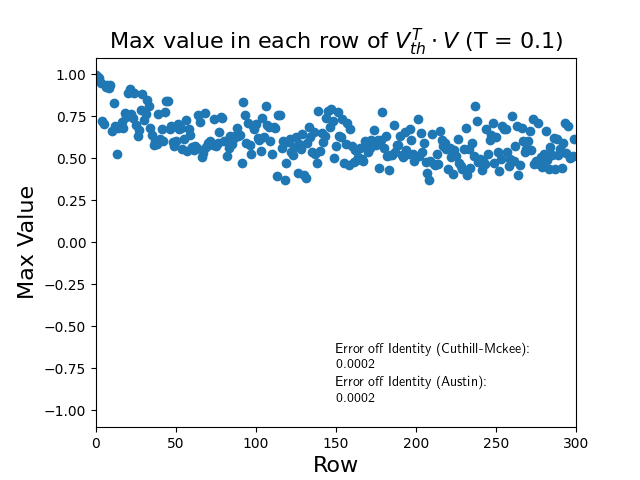 Max value in each row of $V_{th}^{T} \cdot V$ (T = 0.1)
Max Value
1.00
0.75
0.50
0.25
0.00
−0.25
−0.50
−0.75
−1.00
Error off Identity (Cuthill-Mckee):
0.0002
Error off Identity (Austin):
0.0002
0 50 100 150 200 250 300
Row